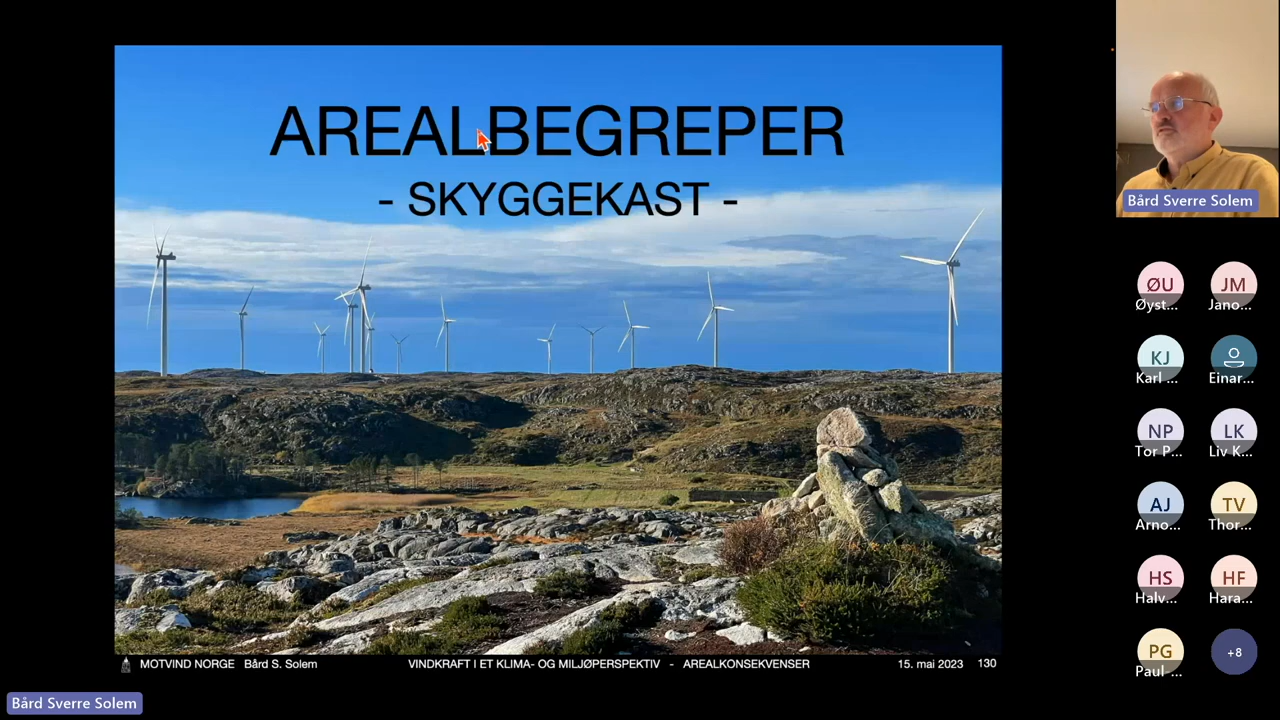 AREALBEGREPER
- SKYGGEKAST -
MOTVIND NORGE Bård S. Solem
VINDKRAFT I ET KLIMA- OG MILJØPERSPEKTIV - AREALKONSEKVENSER
15. mai 2023 130
Bård Sverre Solem
ØU JM
Øyst... Jano...
KJ
Karl ... Einar...
NP LK
Tor P... Liv K...
AJ TV
Arno... Thor...
HS HF
Halv... Hara...
PG +8
Paul ...
Bård Sverre Solem